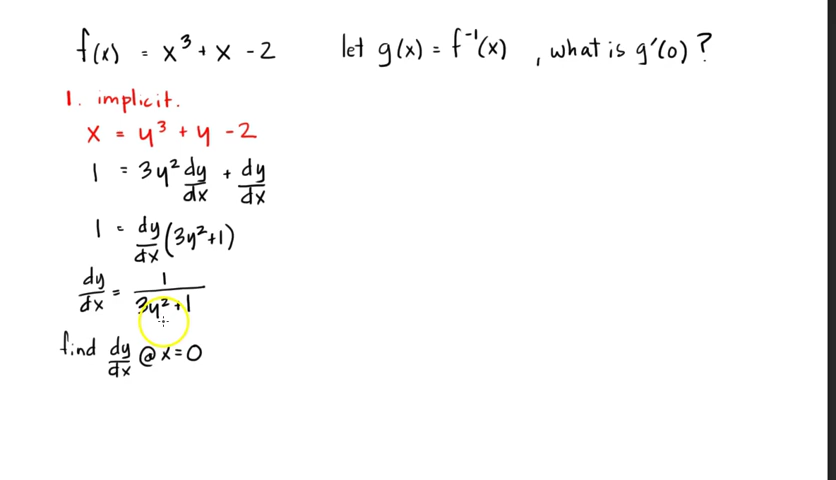 f(x) = x³ + x - 2     let g(x) = f⁻¹(x) , what is g'(0) ?
1. implicit.
x = y³ + y - 2
1 = 3y² dy/dx + dy/dx
1 = dy/dx (3y²+1)
dy/dx = 1/(3y²+1)
find dy/dx @ x=0